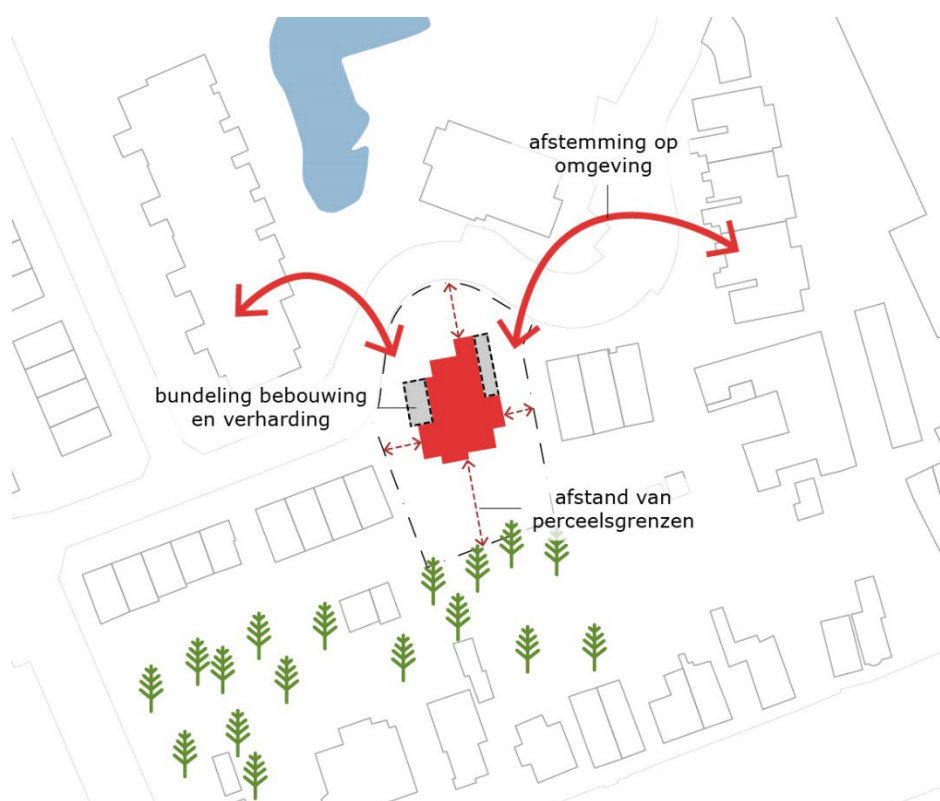 afstemming op
omgeving
bundeling bebouwing
en verharding
afstand van
perceelsgrenzen